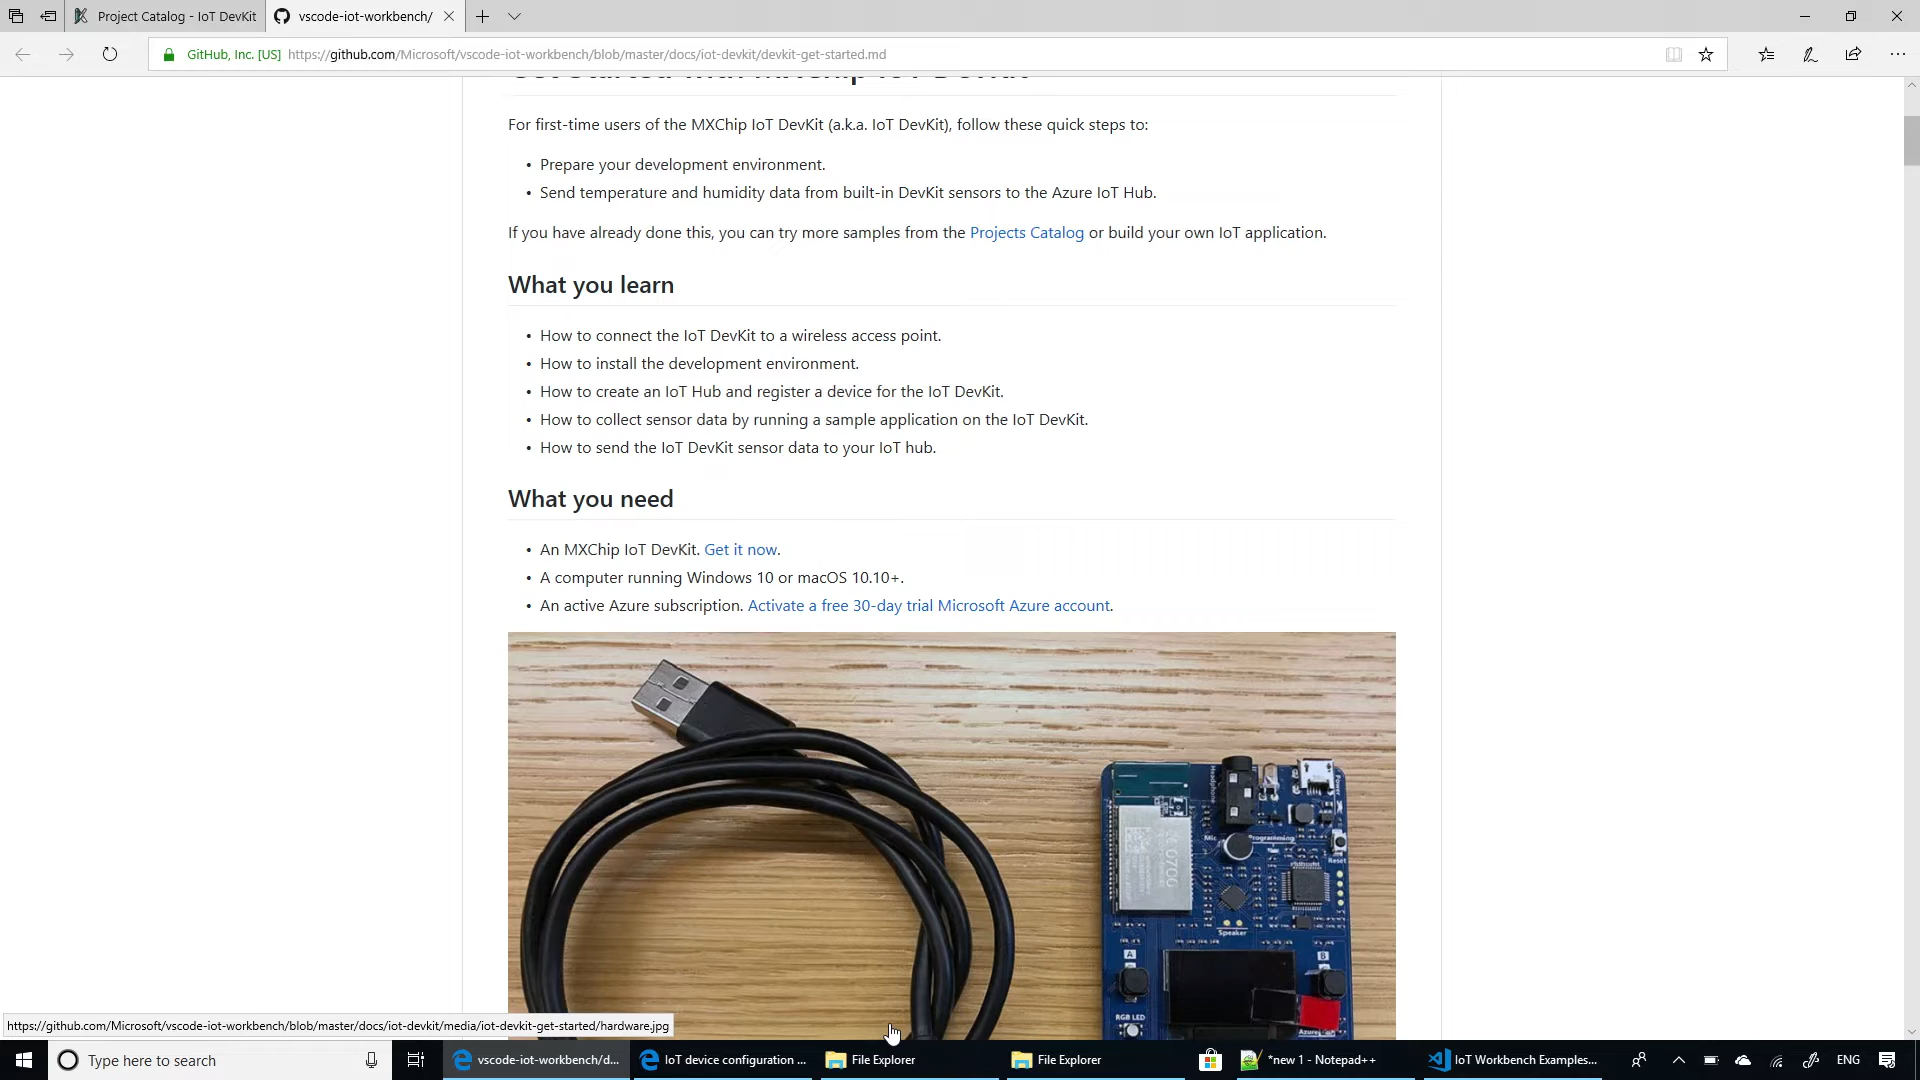 Project Catalog - IoT DevKit
vscode-iot-workbench/
GitHub, Inc. [US] https://github.com/Microsoft/vscode-iot-workbench/blob/master/docs/iot-devkit/devkit-get-started.md
For first-time users of the MXChip IoT DevKit (a.k.a. IoT DevKit), follow these quick steps to:
• Prepare your development environment.
• Send temperature and humidity data from built-in DevKit sensors to the Azure IoT Hub.
If you have already done this, you can try more samples from the Projects Catalog or build your own IoT application.
What you learn
• How to connect the IoT DevKit to a wireless access point.
• How to install the development environment.
• How to create an IoT Hub and register a device for the IoT DevKit.
• How to collect sensor data by running a sample application on the IoT DevKit.
• How to send the IoT DevKit sensor data to your IoT hub.
What you need
• An MXChip IoT DevKit. Get it now.
• A computer running Windows 10 or macOS 10.10+.
• An active Azure subscription. Activate a free 30-day trial Microsoft Azure account.
Headphone
Power
Mic
Programming
Reset
CE0700
Speaker
A
B
RGB LED
Azure
https://github.com/Microsoft/vscode-iot-workbench/blob/master/docs/iot-devkit/media/iot-devkit-get-started/hardware.jpg
Type here to search
vscode-iot-workbench/d...
IoT device configuration ...
File Explorer
File Explorer
*new 1 - Notepad++
IoT Workbench Examples...
ENG